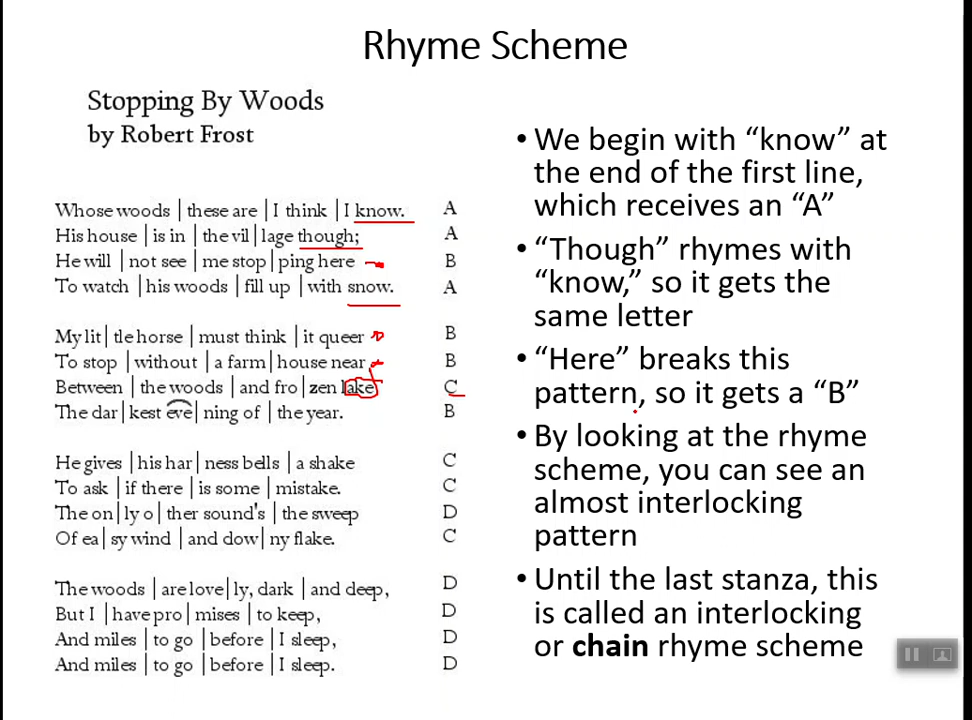 Rhyme Scheme
Stopping By Woods
by Robert Frost
Whose woods | these are | I think | I know. A
His house | is in | the vil | lage though; A
He will | not see | me stop | ping here B
To watch | his woods | fill up | with snow. A
My lit | tle horse | must think | it queer B
To stop | without | a farm | house near B
Between | the woods | and fro | zen lake C
The dar | kest eve | ning of | the year. B
He gives | his har | ness bells | a shake C
To ask | if there | is some | mistake. C
The on | ly o | ther sound's | the sweep D
Of ea | sy wind | and dow | ny flake. C
The woods | are love | ly, dark | and deep, D
But I | have pro | mises | to keep, D
And miles | to go | before | I sleep, D
And miles | to go | before | I sleep. D
• We begin with “know” at
the end of the first line,
which receives an “A”
• “Though” rhymes with
“know,” so it gets the
same letter
• “Here” breaks this
pattern, so it gets a “B”
• By looking at the rhyme
scheme, you can see an
almost interlocking
pattern
• Until the last stanza, this
is called an interlocking
or chain rhyme scheme